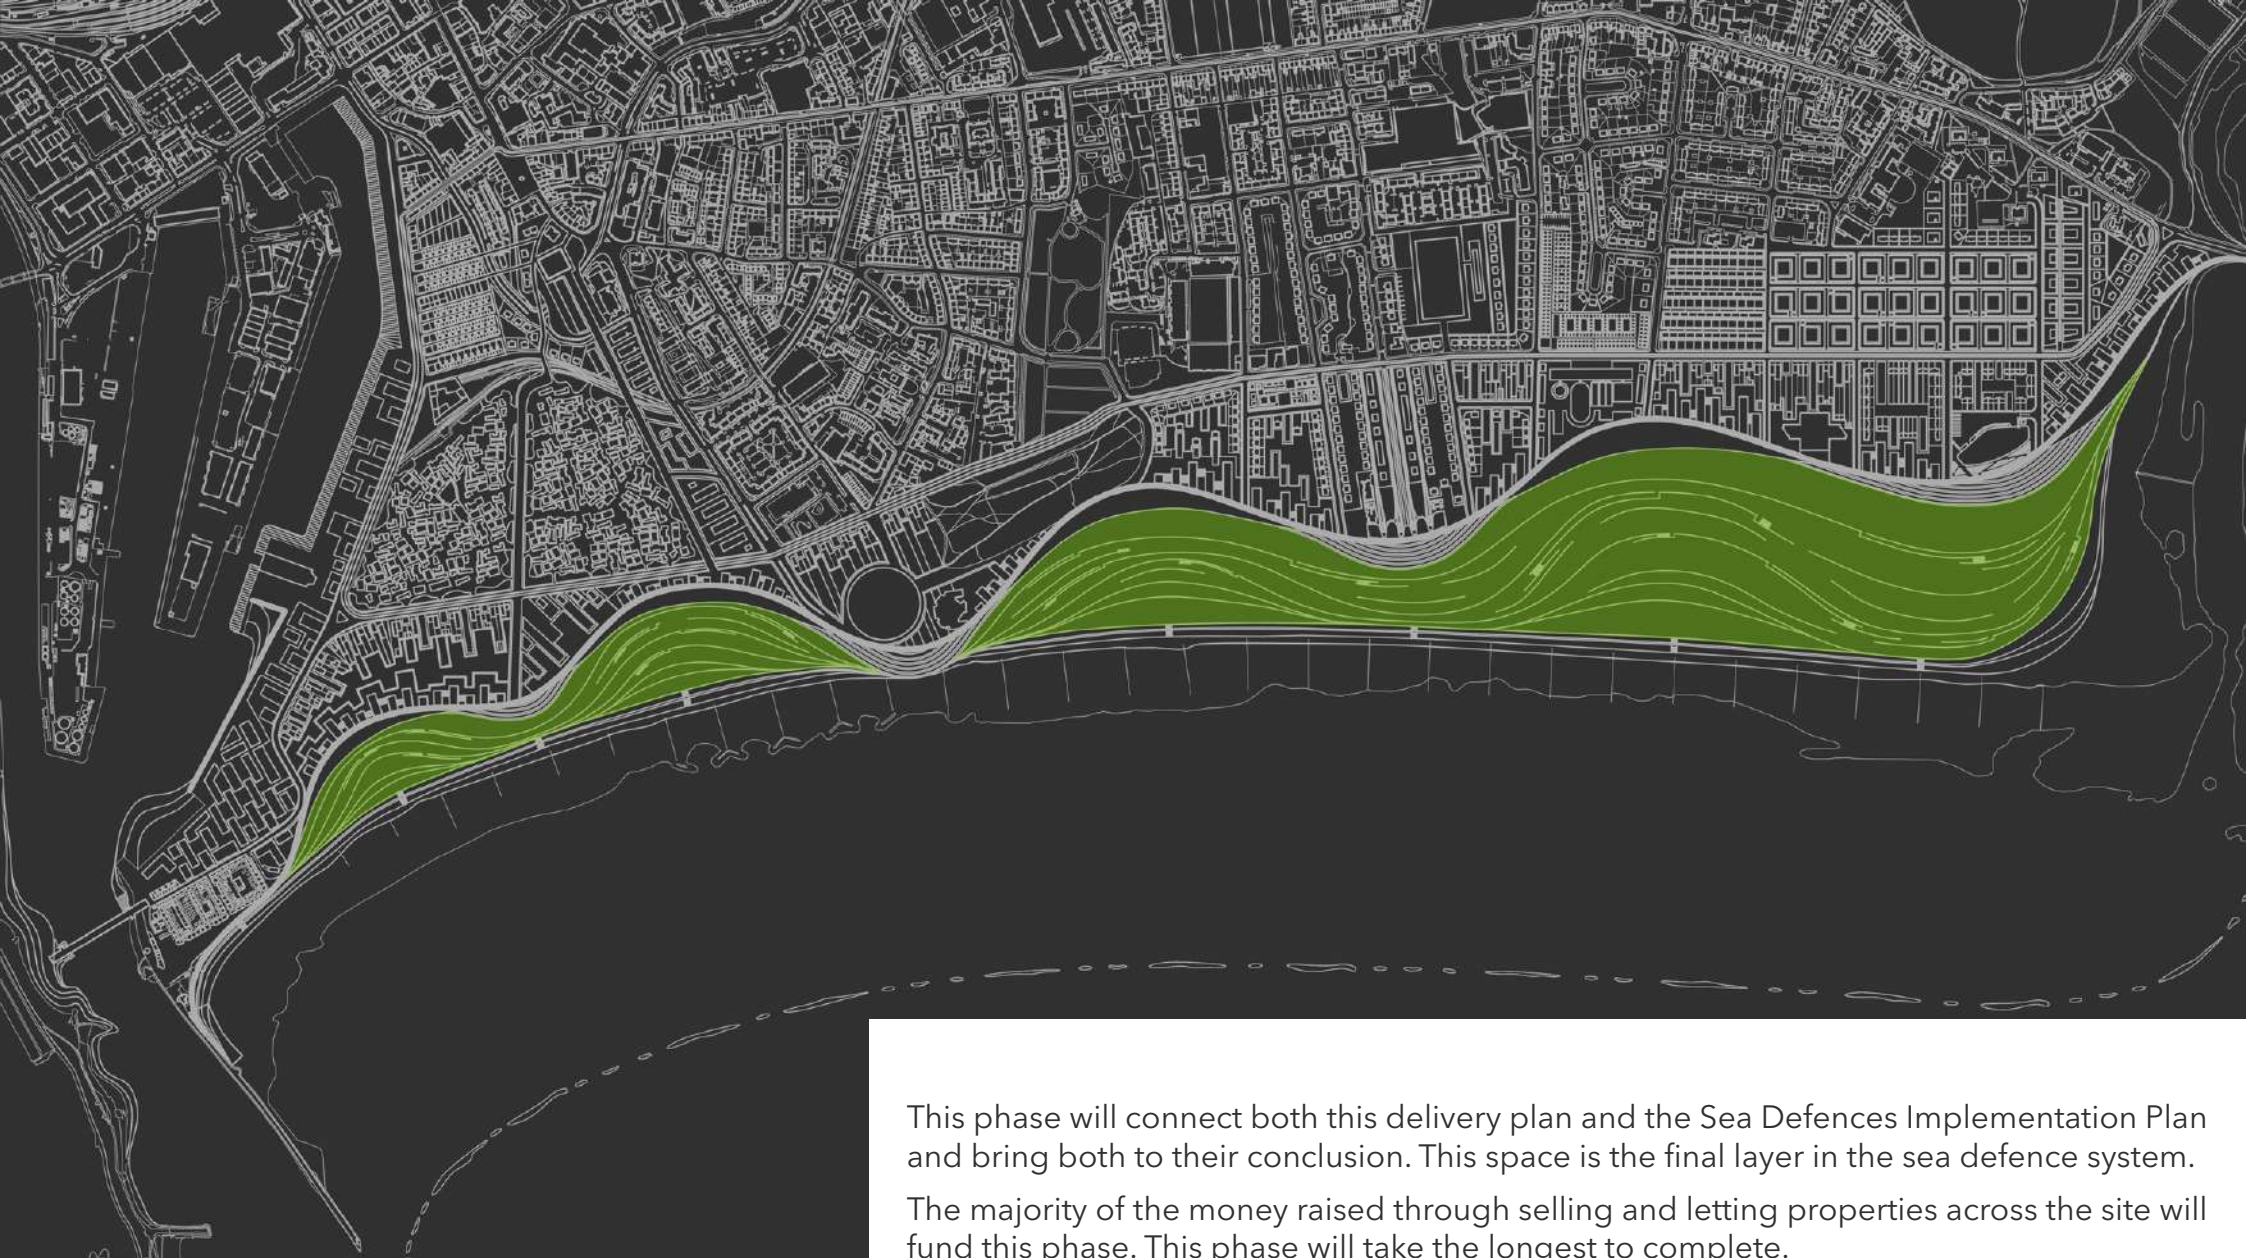 This phase will connect both this delivery plan and the Sea Defences Implementation Plan
and bring both to their conclusion. This space is the final layer in the sea defence system.
The majority of the money raised through selling and letting properties across the site will
fund this phase. This phase will take the longest to complete.